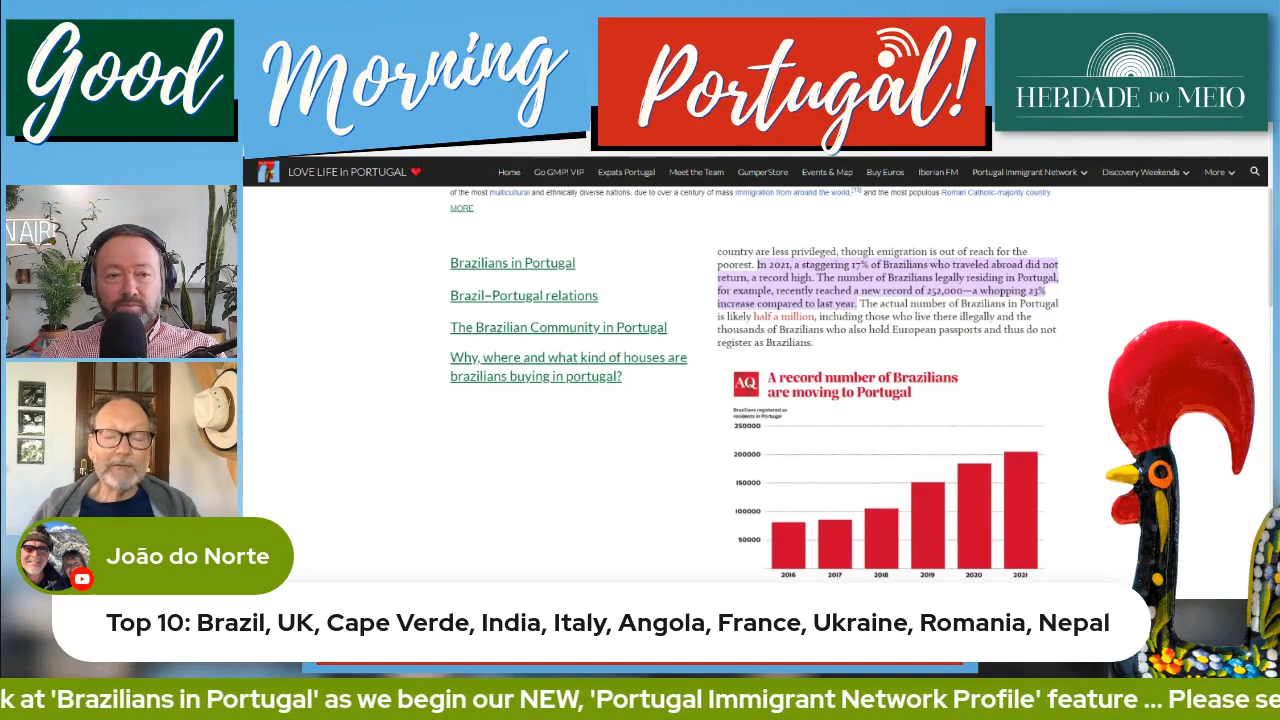 Good
Morning
Portugal!
HERDADE DO MEIO
LOVE LIFE in PORTUGAL
Home Go GMP! VIP Expats Portugal Meet the Team GumperStore Events & Map Buy Euros Iberian FM Portugal Immigrant Network Discovery Weekends More
of the most multicultural and ethnically diverse nations, due to over a century of mass immigration from around the world,[15] and the most populous Roman Catholic-majority country.
MORE
N AIR
Brazilians in Portugal
Brazil–Portugal relations
The Brazilian Community in Portugal
Why, where and what kind of houses are
brazilians buying in portugal?
country are less privileged, though emigration is out of reach for the
poorest. In 2021, a staggering 17% of Brazilians who traveled abroad did not
return, a record high. The number of Brazilians legally residing in Portugal,
for example, recently reached a new record of 252,000—a whopping 23%
increase compared to last year. The actual number of Brazilians in Portugal
is likely half a million, including those who live there illegally and the
thousands of Brazilians who also hold European passports and thus do not
register as Brazilians.
AQ
A record number of Brazilians
are moving to Portugal
Brazilians registered as
residents in Portugal
250000
200000
150000
100000
50000
2016 2017 2018 2019 2020 2021
João do Norte
Top 10: Brazil, UK, Cape Verde, India, Italy, Angola, France, Ukraine, Romania, Nepal
k at 'Brazilians in Portugal' as we begin our NEW, 'Portugal Immigrant Network Profile' feature ... Please se